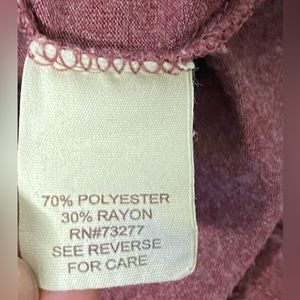 70% POLYESTER
30% RAYON
RN#73277
SEE REVERSE
FOR CARE